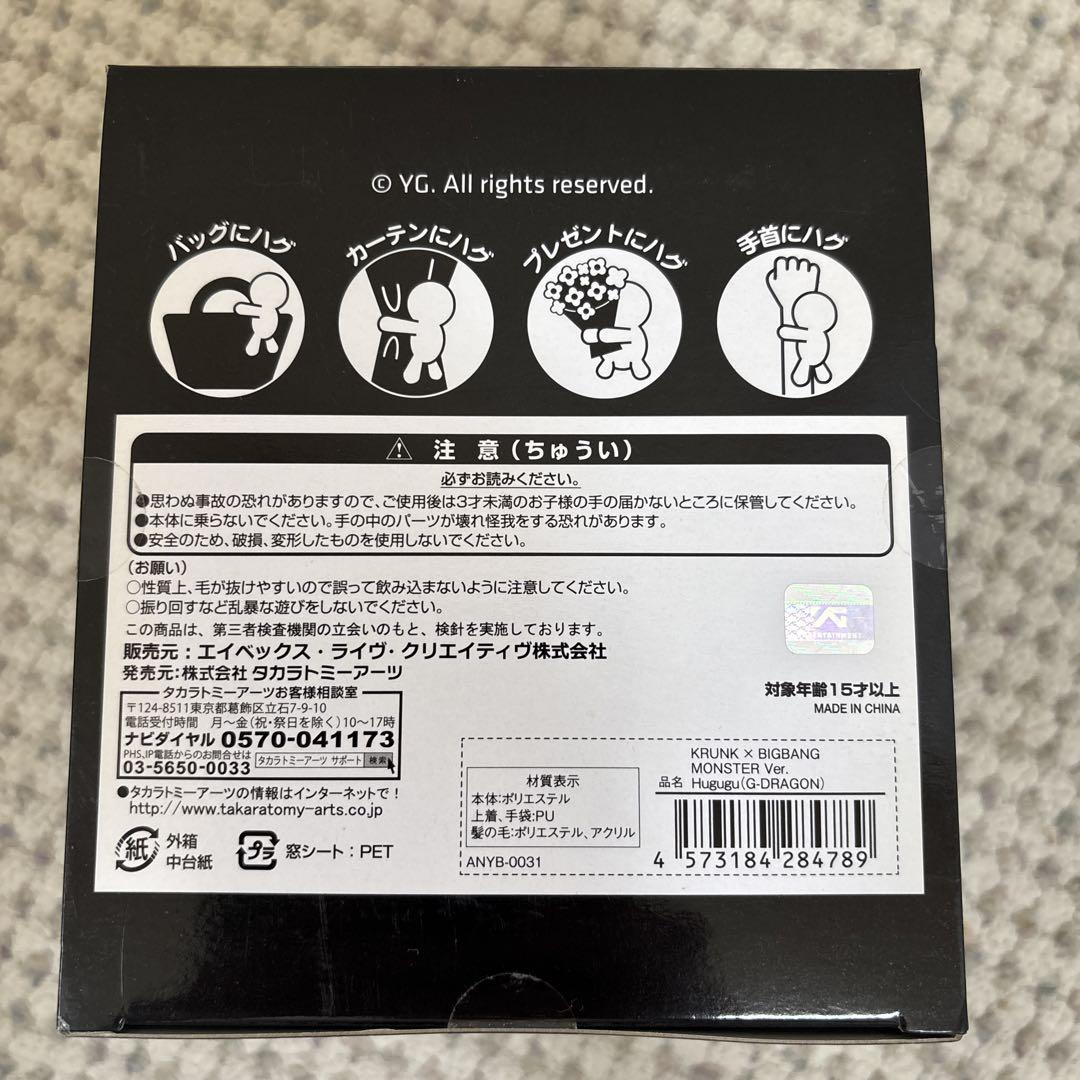 © YG. All rights reserved.
バッグにハグ
カーテンにハグ
プレゼントにハグ
手首にハグ
⚠ 注 意（ちゅうい）
必ずお読みください。
●思わぬ事故の恐れがありますので、ご使用後は3才未満のお子様の手の届かないところに保管してください。
●本体に乗らないでください。手の中のパーツが壊れ怪我をする恐れがあります。
●安全のため、破損、変形したものを使用しないでください。
（お願い）
○性質上、毛が抜けやすいので誤って飲み込まないように注意してください。
○振り回すなど乱暴な遊びをしないでください。
この商品は、第三者検査機関の立会いのもと、検針を実施しております。
販売元：エイベックス・ライヴ・クリエイティヴ株式会社
発売元：株式会社 タカラトミーアーツ
タカラトミーアーツお客様相談室
〒124-8511東京都葛飾区立石7-9-10
電話受付時間 月〜金（祝・祭日を除く）10〜17時
ナビダイヤル 0570-041173
PHS、IP電話からのお問合せは
03-5650-0033
タカラトミーアーツ サポート 検索
●タカラトミーアーツの情報はインターネットで！
http://www.takaratomy-arts.co.jp
紙 外箱
中台紙
プラ 窓シート：PET
YG
ENTERTAINMENT
対象年齢15才以上
MADE IN CHINA
材質表示
本体：ポリエステル
上着、手袋：PU
髪の毛：ポリエステル、アクリル
ANYB-0031
KRUNK × BIGBANG
MONSTER Ver.
品名 Hugugu（G-DRAGON）
4 573184 284789